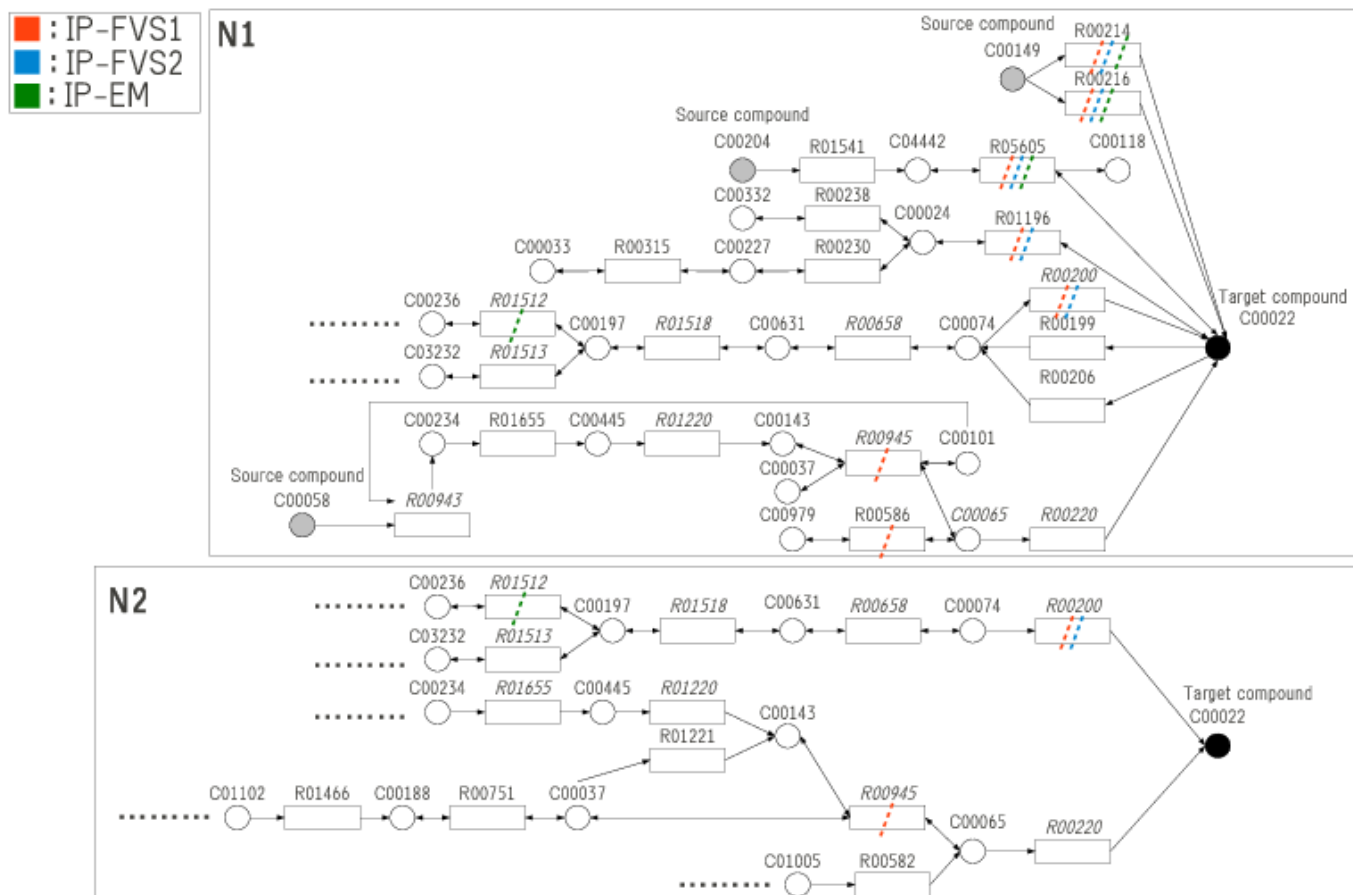 : IP-FVS1
: IP-FVS2
: IP-EM
N1
Source compound
C00149
R00214
R00216
Source compound
C00204
R01541
C04442
R05605
C00118
C00332
R00238
C00024
R01196
C00033
R00315
C00227
R00230
R00200
Target compound
C00022
C00236
R01512
C00197
R01518
C00631
R00658
C00074
R00199
C03232
R01513
R00206
C00234
R01655
C00445
R01220
C00143
R00945
C00101
C00037
Source compound
C00058
R00943
C00979
R00586
C00065
R00220
N2
C00236
R01512
C00197
R01518
C00631
R00658
C00074
R00200
C03232
R01513
C00234
R01655
C00445
R01220
C00143
Target compound
C00022
R01221
C01102
R01466
C00188
R00751
C00037
R00945
C00065
R00220
C01005
R00582